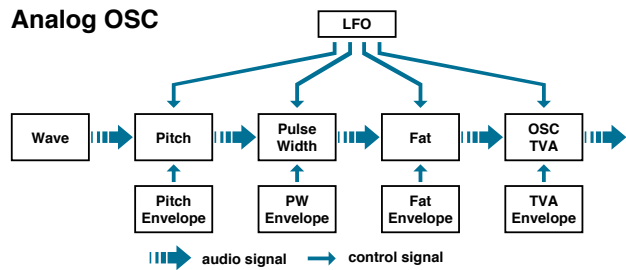 Analog OSC
LFO
Wave
Pitch
Pulse
Width
Fat
OSC
TVA
Pitch
Envelope
PW
Envelope
Fat
Envelope
TVA
Envelope
audio signal
control signal